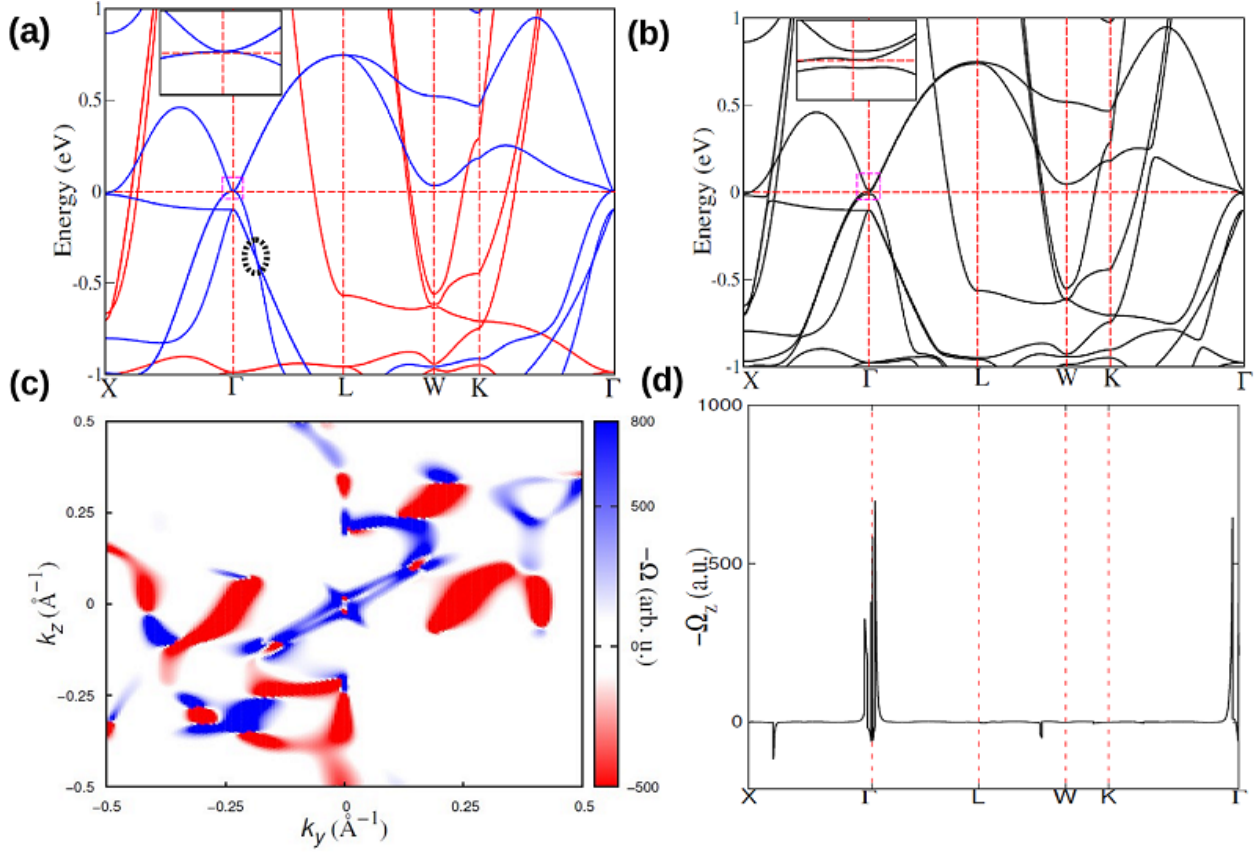 (a)
(b)
1
0.5
0
-0.5
-1
Energy (eV)
X
Γ
L
W
K
Γ
1
0.5
0
-0.5
-1
Energy (eV)
X
Γ
L
W
K
Γ
(c)
(d)
0.5
0.25
0
-0.25
-0.5
k_z (Å⁻¹)
-0.5
-0.25
0
0.25
0.5
k_y (Å⁻¹)
800
500
0
-500
-Ω (arb. u.)
1000
500
0
-Ω_z (a.u.)
X
Γ
L
W
K
Γ